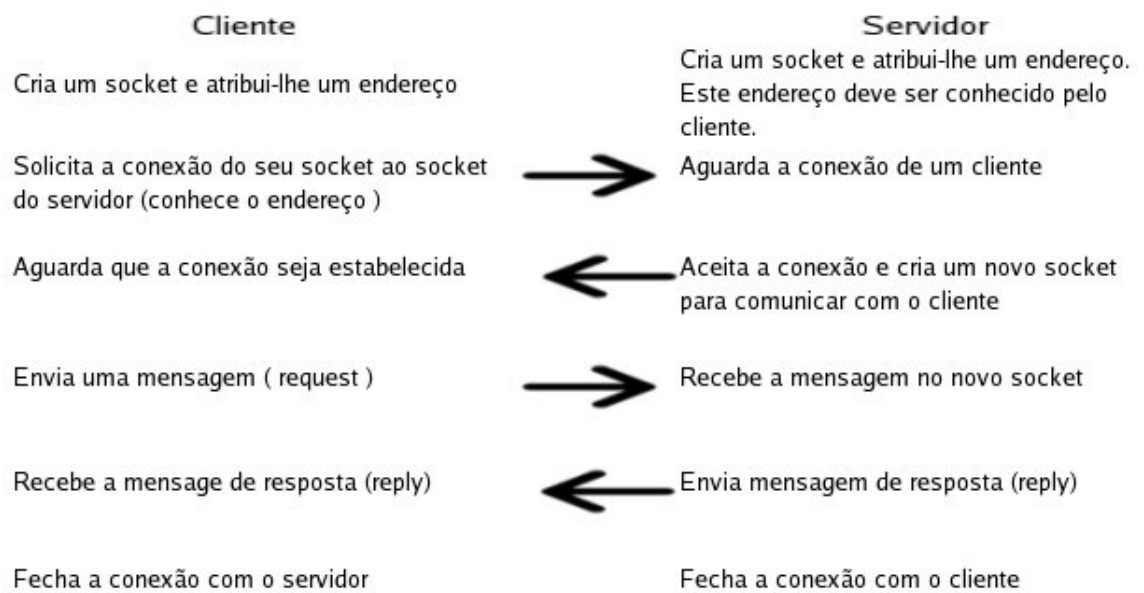 Cliente
Servidor
Cria um socket e atribui-lhe um endereço
Cria um socket e atribui-lhe um endereço.
Este endereço deve ser conhecido pelo
cliente.
Solicita a conexão do seu socket ao socket
do servidor (conhece o endereço )
Aguarda a conexão de um cliente
Aguarda que a conexão seja estabelecida
Aceita a conexão e cria um novo socket
para comunicar com o cliente
Envia uma mensagem ( request )
Recebe a mensagem no novo socket
Recebe a mensage de resposta (reply)
Envia mensagem de resposta (reply)
Fecha a conexão com o servidor
Fecha a conexão com o cliente